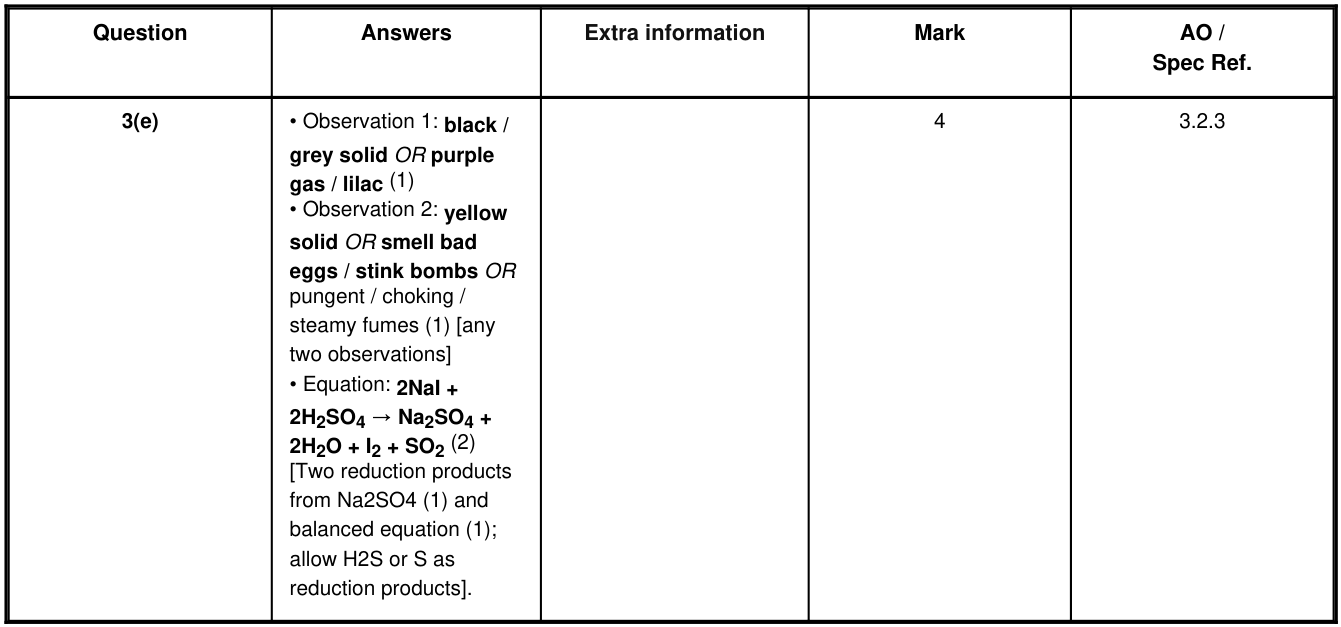 Question Answers Extra information Mark AO /
Spec Ref.
3(e) • Observation 1: black / 4 3.2.3
grey solid OR purple
gas / lilac (1)
• Observation 2: yellow
solid OR smell bad
eggs / stink bombs OR
pungent / choking /
steamy fumes (1) [any
two observations]
• Equation: 2NaI +
2H₂SO₄ → Na₂SO₄ +
2H₂O + I₂ + SO₂ (2)
[Two reduction products
from Na2SO4 (1) and
balanced equation (1);
allow H2S or S as
reduction products].